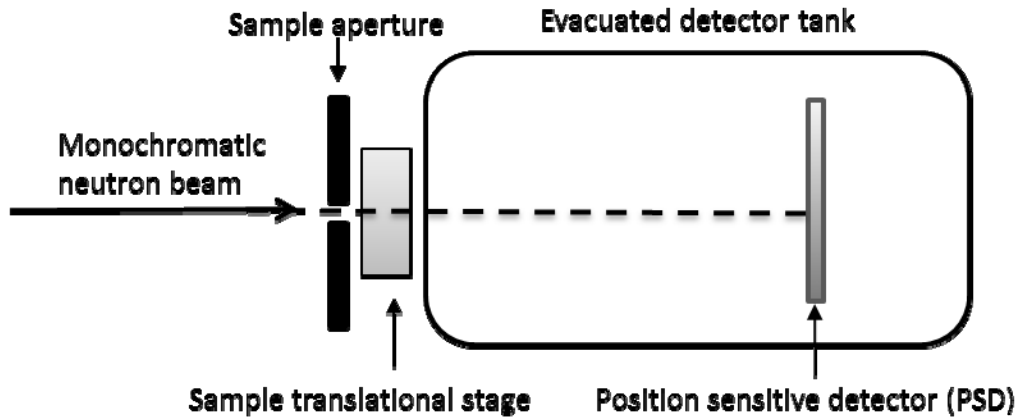 Sample aperture
Evacuated detector tank
Monochromatic
neutron beam
Sample translational stage
Position sensitive detector (PSD)